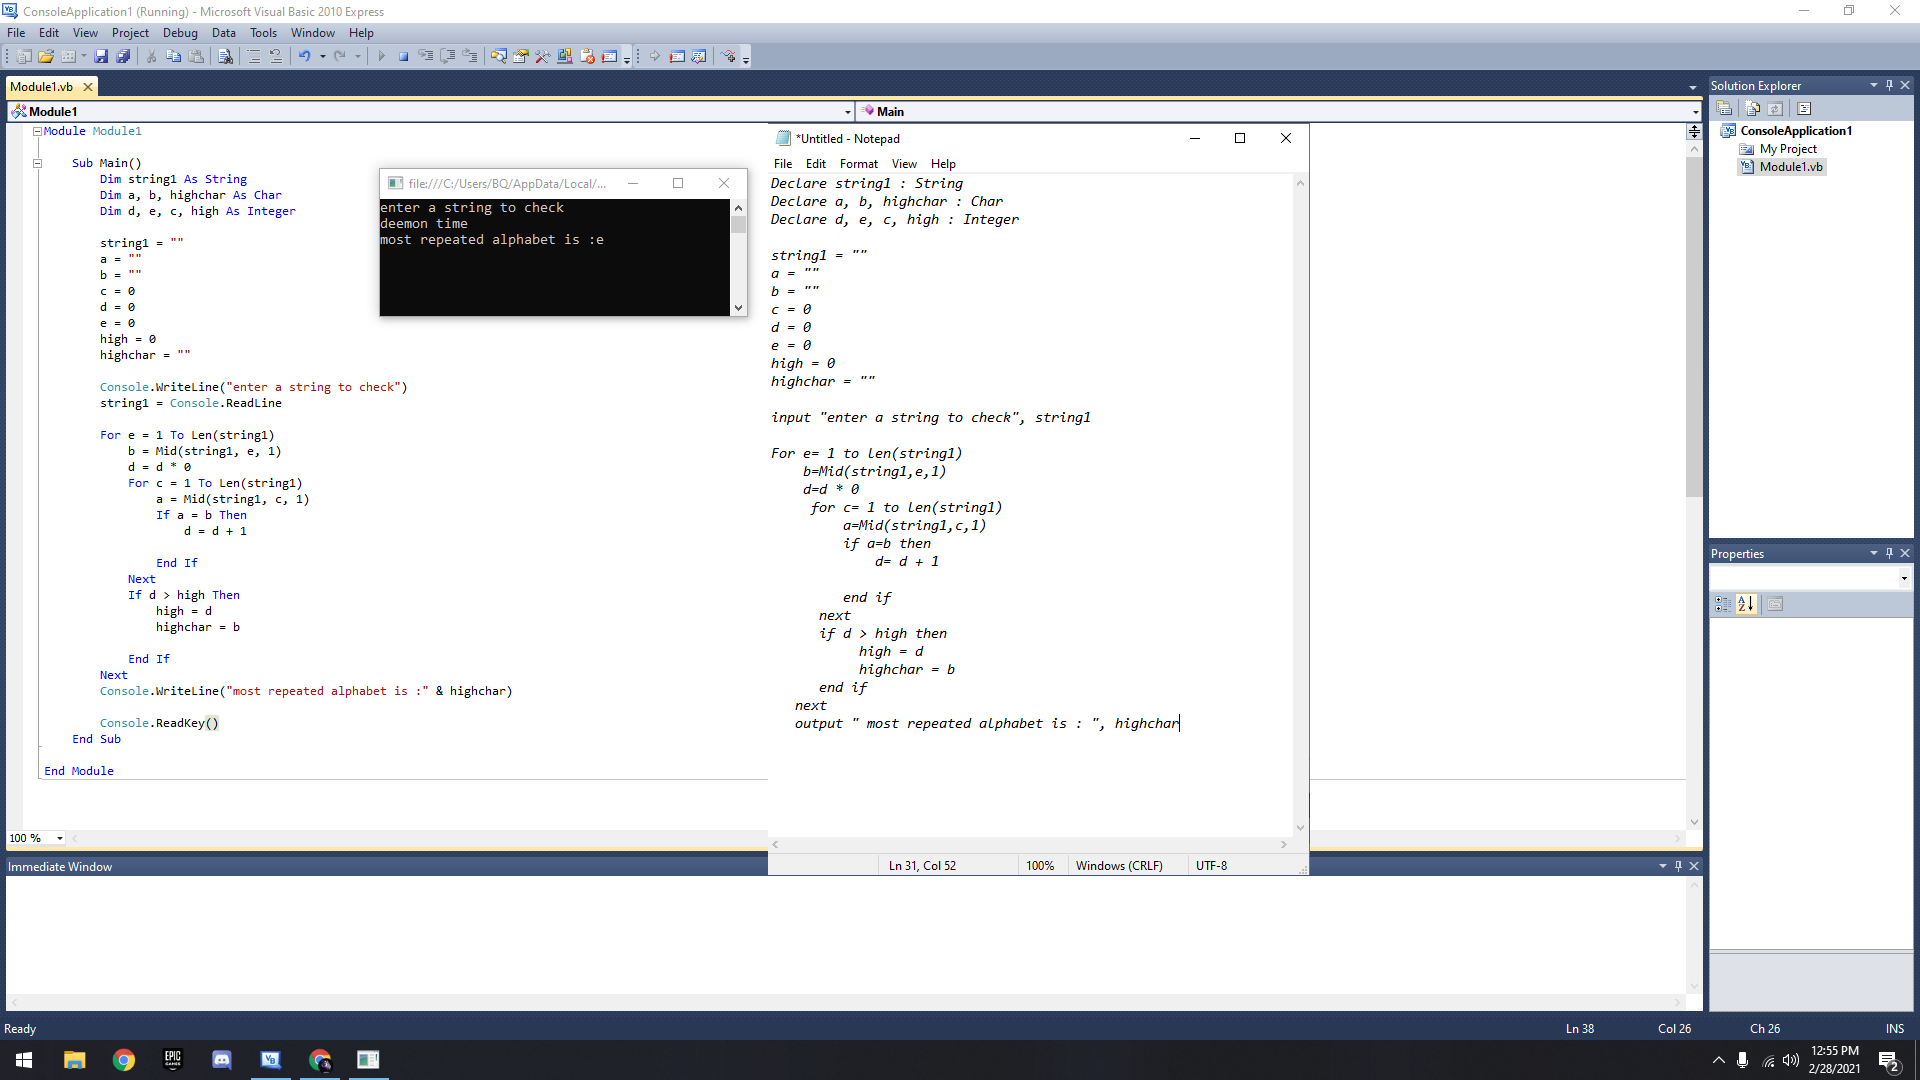 ConsoleApplication1 (Running) - Microsoft Visual Basic 2010 Express
File Edit View Project Debug Data Tools Window Help
Module1.vb
Module1
Main
Module Module1
Sub Main()
Dim string1 As String
Dim a, b, highchar As Char
Dim d, e, c, high As Integer
string1 = ""
a = ""
b = ""
c = 0
d = 0
e = 0
high = 0
highchar = ""
Console.WriteLine("enter a string to check")
string1 = Console.ReadLine
For e = 1 To Len(string1)
b = Mid(string1, e, 1)
d = d * 0
For c = 1 To Len(string1)
a = Mid(string1, c, 1)
If a = b Then
d = d + 1
End If
Next
If d > high Then
high = d
highchar = b
End If
Next
Console.WriteLine("most repeated alphabet is :" & highchar)
Console.ReadKey()
End Sub
End Module
100 %
file:///C:/Users/BQ/AppData/Local/...
enter a string to check
deemon time
most repeated alphabet is :e
*Untitled - Notepad
File Edit Format View Help
Declare string1 : String
Declare a, b, highchar : Char
Declare d, e, c, high : Integer
string1 = ""
a = ""
b = ""
c = 0
d = 0
e = 0
high = 0
highchar = ""
input "enter a string to check", string1
For e= 1 to len(string1)
b=Mid(string1,e,1)
d=d * 0
for c= 1 to len(string1)
a=Mid(string1,c,1)
if a=b then
d= d + 1
end if
next
if d > high then
high = d
highchar = b
end if
next
output " most repeated alphabet is : ", highchar
Ln 31, Col 52 100% Windows (CRLF) UTF-8
Solution Explorer
ConsoleApplication1
My Project
Module1.vb
Properties
Immediate Window
Ready Ln 38 Col 26 Ch 26 INS
EPIC GAMES
12:55 PM
2/28/2021
2